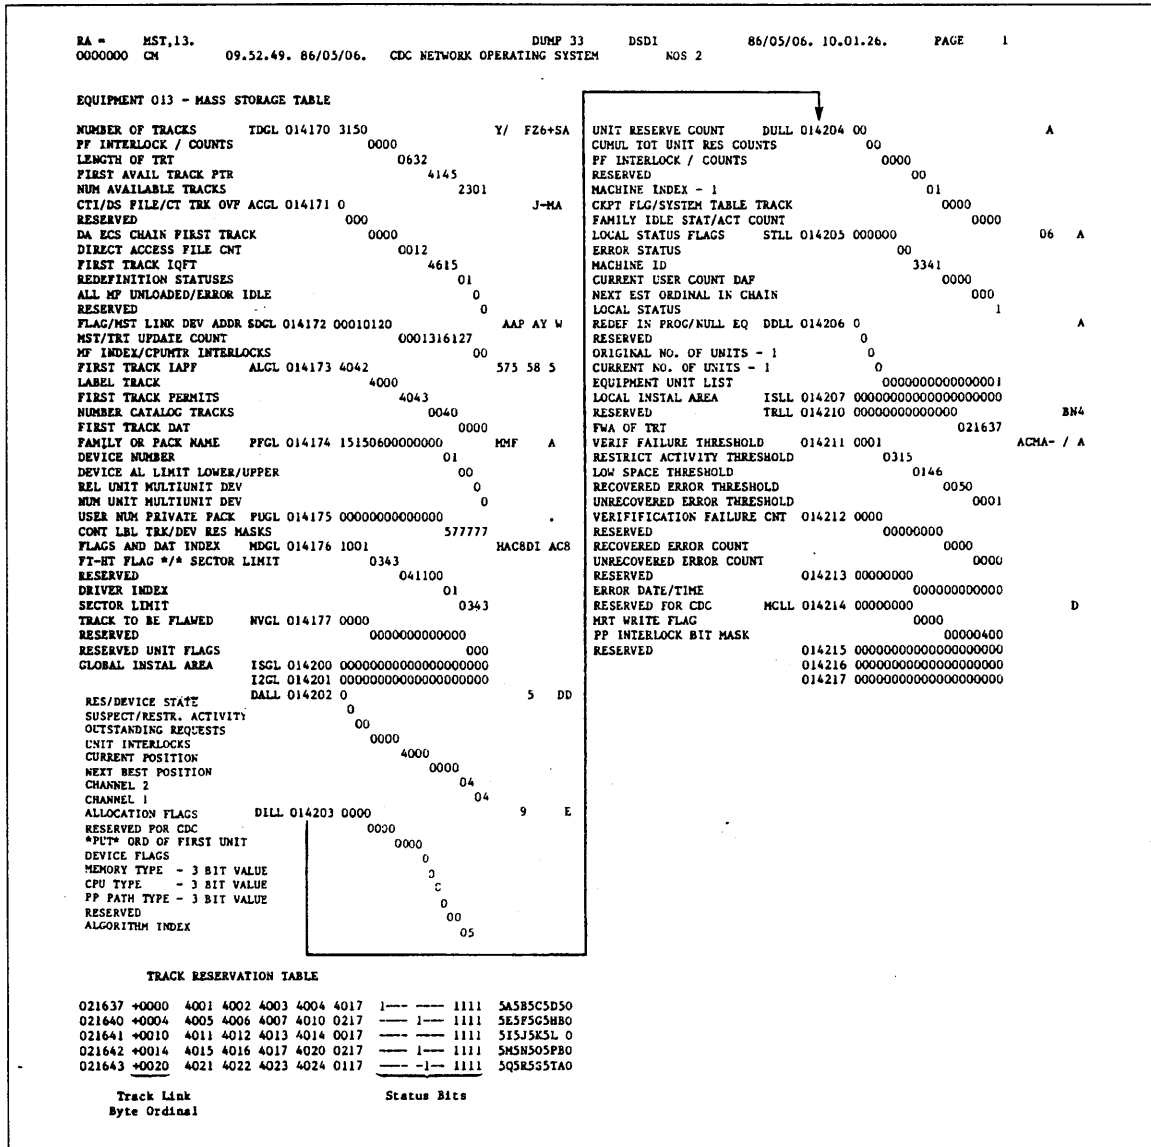 RA = MST,13. DUMP 33 DSDI 86/05/06. 10.01.26. PAGE 1
0000000 CM 09.52.49. 86/05/06. CDC NETWORK OPERATING SYSTEM NOS 2
EQUIPMENT 013 - MASS STORAGE TABLE
NUMBER OF TRACKS TDGL 014170 3150 Y/ FZ6+SA
PF INTERLOCK / COUNTS 0000
LENGTH OF TRT 0632
FIRST AVAIL TRACK PTR 4145
NUM AVAILABLE TRACKS 2301
CTI/DS FILE/CT TRK OVF ACGL 014171 0 J-MA
RESERVED 000
DA ECS CHAIN FIRST TRACK 0000
DIRECT ACCESS FILE CNT 0012
FIRST TRACK IQFT 4615
REDEFINITION STATUSES 01
ALL MF UNLOADED/ERROR IDLE 0
RESERVED 0
FLAG/MST LINK DEV ADDR SDGL 014172 00010120 AAP AY W
MST/TRT UPDATE COUNT 0001316127
MF INDEX/CPUMTR INTERLOCKS 00
FIRST TRACK IAPF ALGL 014173 4042 575 58 5
LABEL TRACK 4000
FIRST TRACK PERMITS 4043
NUMBER CATALOG TRACKS 0040
FIRST TRACK DAT 0000
FAMILY OR PACK NAME PFGL 014174 15150600000000 MMF A
DEVICE NUMBER 01
DEVICE AL LIMIT LOWER/UPPER 00
REL UNIT MULTIUNIT DEV 0
NUM UNIT MULTIUNIT DEV 0
USER NUM PRIVATE PACK PUGL 014175 00000000000000 .
CONT LBL TRK/DEV RES MASKS 577777
FLAGS AND DAT INDEX MDGL 014176 1001 HAC8DI AC8
FT-HT FLAG */* SECTOR LIMIT 0343
RESERVED 041100
DRIVER INDEX 01
SECTOR LIMIT 0343
TRACK TO BE FLAWED NVGL 014177 0000
RESERVED 0000000000000
RESERVED UNIT FLAGS 000
GLOBAL INSTAL AREA ISGL 014200 00000000000000000000
I2GL 014201 00000000000000000000
RES/DEVICE STATE DALL 014202 0 5 DD
SUSPECT/RESTR. ACTIVITY 0
OUTSTANDING REQUESTS 00
UNIT INTERLOCKS 0000
CURRENT POSITION 4000
NEXT BEST POSITION 0000
CHANNEL 2 04
CHANNEL 1 04
ALLOCATION FLAGS DILL 014203 0000 9 E
RESERVED FOR CDC 0000
*PUT* ORD OF FIRST UNIT 0000
DEVICE FLAGS 0
MEMORY TYPE - 3 BIT VALUE 0
CPU TYPE - 3 BIT VALUE 0
PP PATH TYPE - 3 BIT VALUE 0
RESERVED 00
ALGORITHM INDEX 05
UNIT RESERVE COUNT DULL 014204 00 A
CUMUL TOT UNIT RES COUNTS 00
PF INTERLOCK / COUNTS 0000
RESERVED 00
MACHINE INDEX - 1 01
CKPT FLG/SYSTEM TABLE TRACK 0000
FAMILY IDLE STAT/ACT COUNT 0000
LOCAL STATUS FLAGS STLL 014205 000000 06 A
ERROR STATUS 00
MACHINE ID 3341
CURRENT USER COUNT DAF 0000
NEXT EST ORDINAL IN CHAIN 000
LOCAL STATUS 1
REDEF IN PROG/NULL EQ DDLL 014206 0 A
RESERVED 0
ORIGINAL NO. OF UNITS - 1 0
CURRENT NO. OF UNITS - 1 0
EQUIPMENT UNIT LIST 0000000000000001
LOCAL INSTAL AREA ISLL 014207 00000000000000000000
RESERVED TRLL 014210 00000000000000 BN4
FWA OF TRT 021637
VERIF FAILURE THRESHOLD 014211 0001 ACMA- / A
RESTRICT ACTIVITY THRESHOLD 0315
LOW SPACE THRESHOLD 0146
RECOVERED ERROR THRESHOLD 0050
UNRECOVERED ERROR THRESHOLD 0001
VERIFIFICATION FAILURE CNT 014212 0000
RESERVED 00000000
RECOVERED ERROR COUNT 0000
UNRECOVERED ERROR COUNT 0000
RESERVED 014213 00000000
ERROR DATE/TIME 000000000000
RESERVED FOR CDC MCLL 014214 00000000 D
MRT WRITE FLAG 0000
PP INTERLOCK BIT MASK 00000400
RESERVED 014215 00000000000000000000
014216 00000000000000000000
014217 00000000000000000000
TRACK RESERVATION TABLE
021637 +0000 4001 4002 4003 4004 4017 1--- ---- 1111 5A5B5C5D5O
021640 +0004 4005 4006 4007 4010 0217 ---- 1--- 1111 5E5F5G5HBO
021641 +0010 4011 4012 4013 4014 0017 ---- ---- 1111 5I5J5K5L O
021642 +0014 4015 4016 4017 4020 0217 ---- 1--- 1111 5M5N5O5PBO
021643 +0020 4021 4022 4023 4024 0117 ---- -1-- 1111 5Q5R5S5TAO
Track Link Status Bits
Byte Ordinal